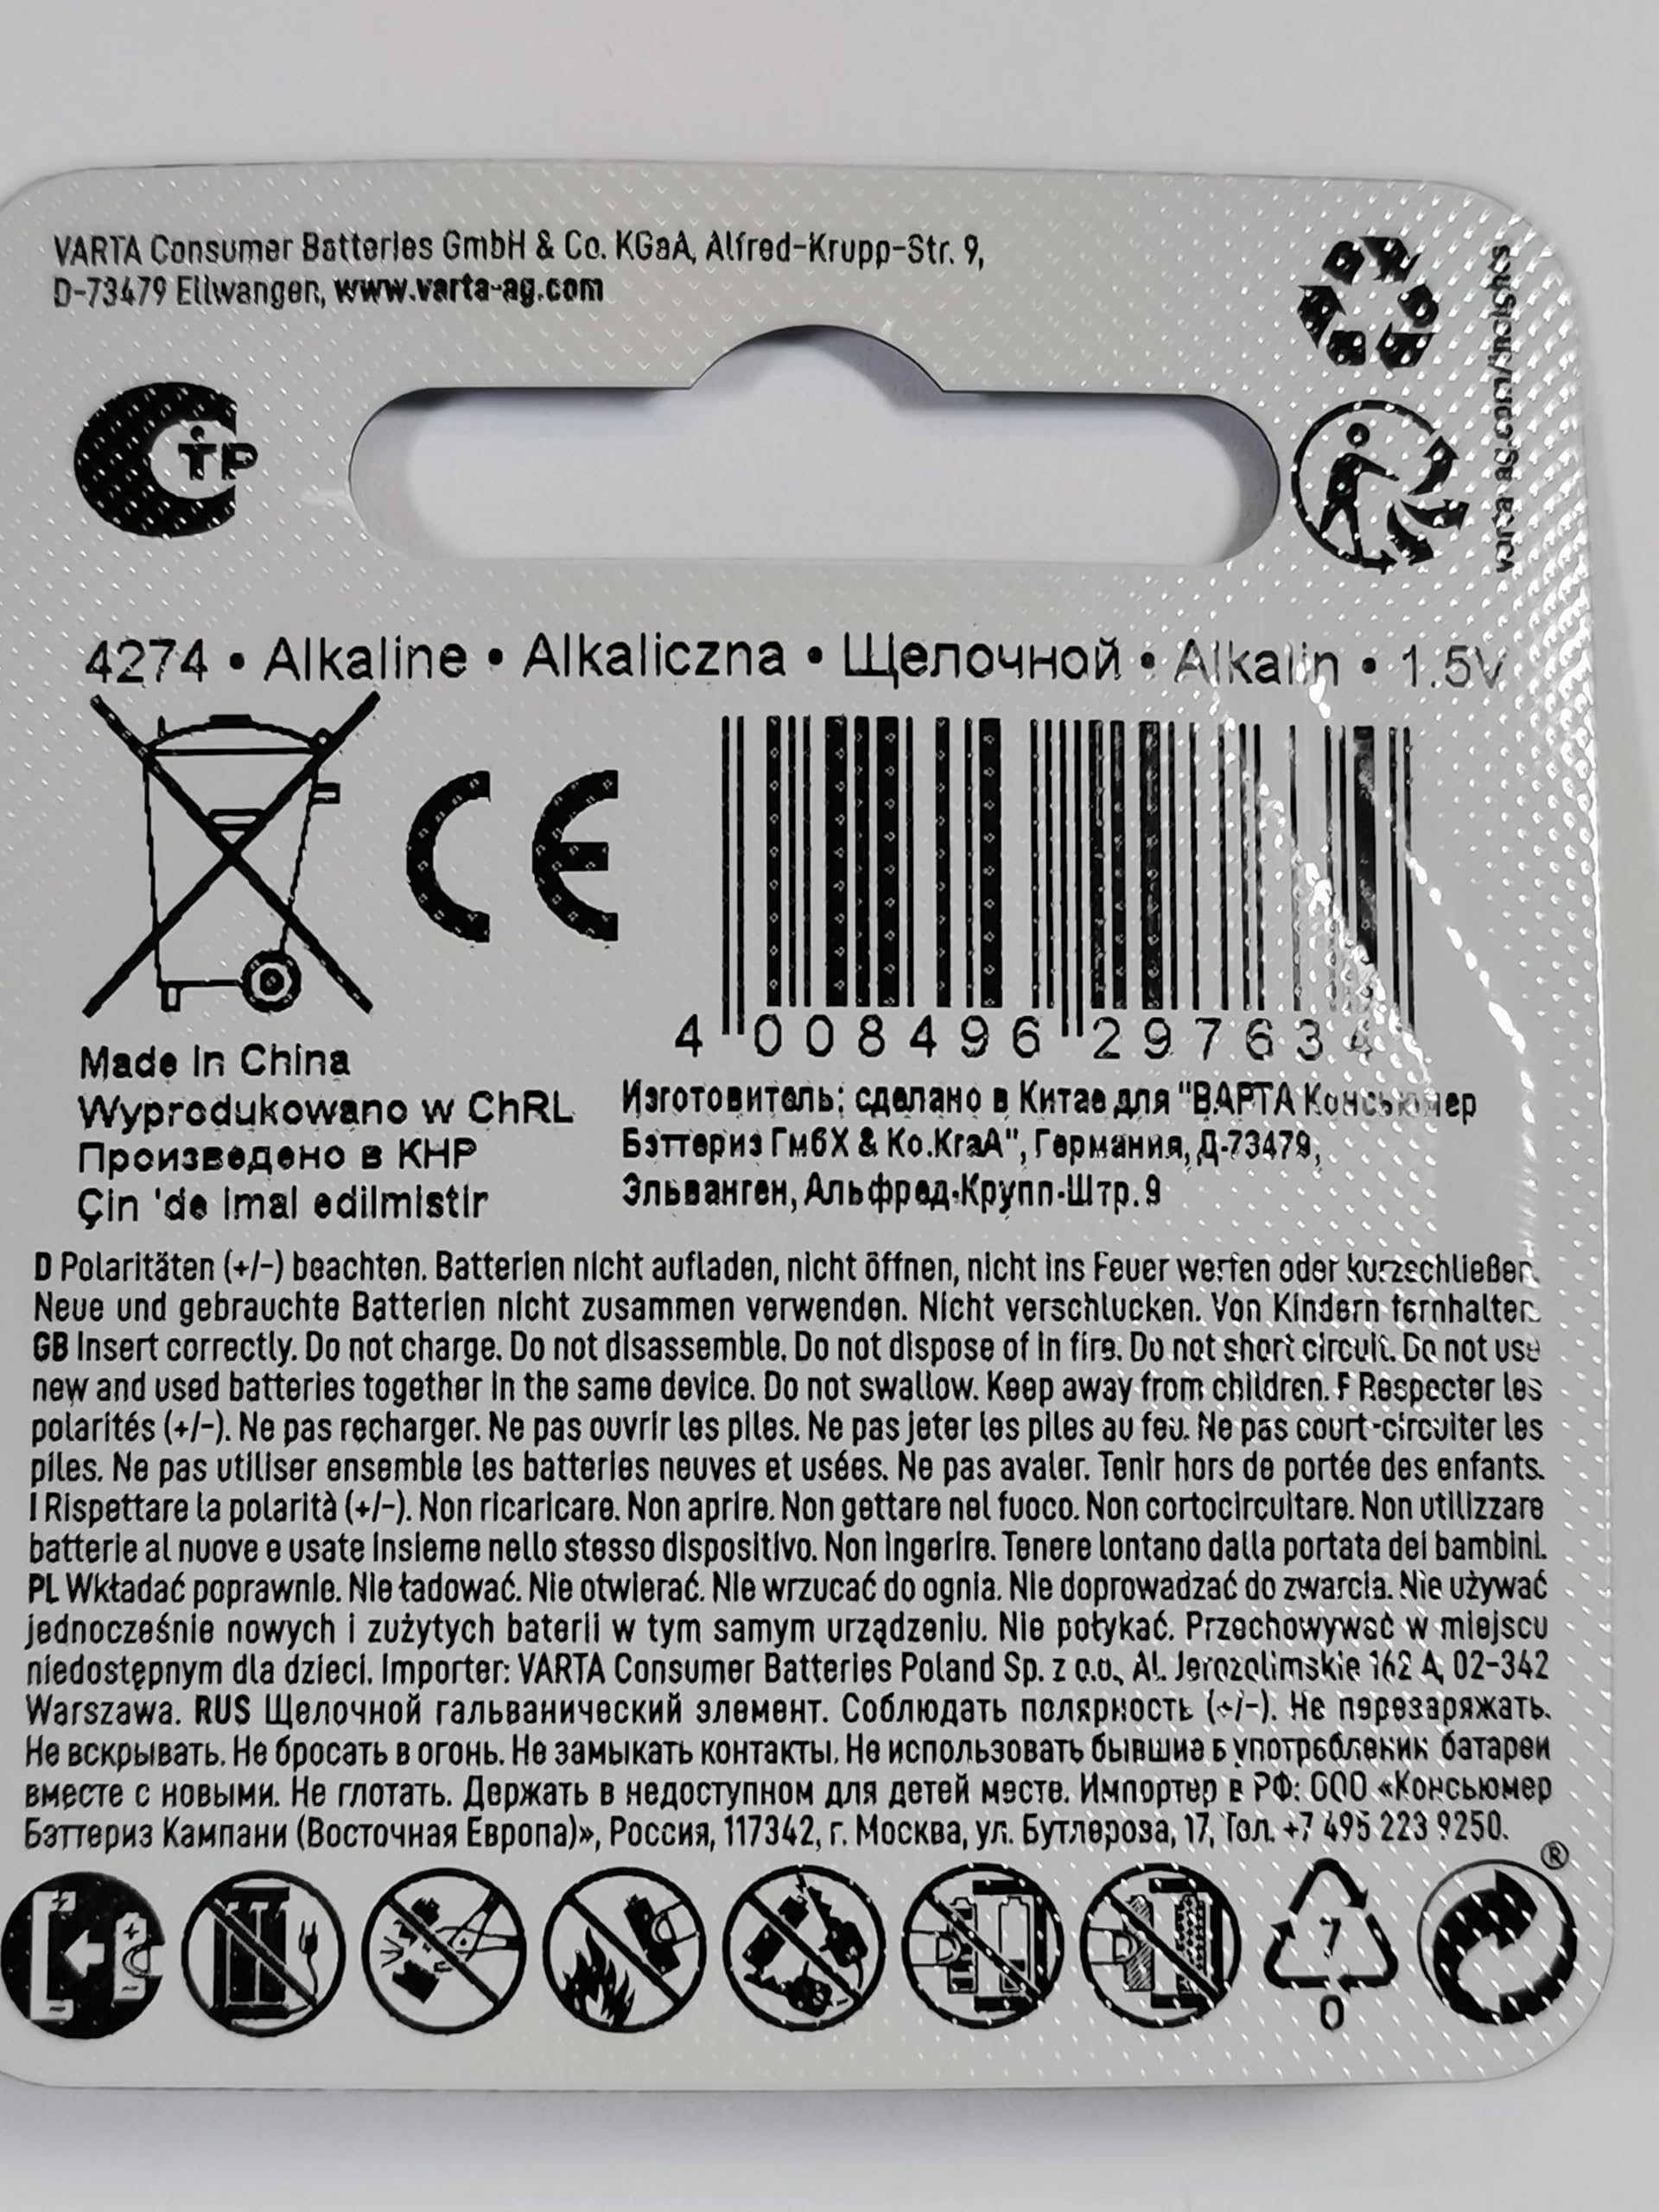 VARTA Consumer Batteries GmbH & Co. KGaA, Alfred-Krupp-Str. 9,
D-73479 Ellwangen, www.varta-ag.com
varta-ag.com/indistics
СТР
4274 • Alkaline • Alkaliczna • Щелочной • Alkalin • 1.5V
CE
4 008496 297634
Made in China
Wyprodukowano w ChRL
Произведено в КНР
Çin 'de imal edilmistir
Изготовитель: сделано в Китае для "ВАРТА Консьюмер
Бэттериз ГмбХ & Ко.КгаА", Германия, Д-73479,
Эльванген, Альфред-Крупп-Штр. 9
D Polaritäten (+/-) beachten. Batterien nicht aufladen, nicht öffnen, nicht ins Feuer werfen oder kurzschließen.
Neue und gebrauchte Batterien nicht zusammen verwenden. Nicht verschlucken. Von Kindern fernhalten.
GB Insert correctly. Do not charge. Do not disassemble. Do not dispose of in fire. Do not short circuit. Do not use
new and used batteries together in the same device. Do not swallow. Keep away from children. F Respecter les
polarités (+/-). Ne pas recharger. Ne pas ouvrir les piles. Ne pas jeter les piles au feu. Ne pas court-circuiter les
piles. Ne pas utiliser ensemble les batteries neuves et usées. Ne pas avaler. Tenir hors de portée des enfants.
I Rispettare la polarità (+/-). Non ricaricare. Non aprire. Non gettare nel fuoco. Non cortocircuitare. Non utilizzare
batterie al nuove e usate insieme nello stesso dispositivo. Non ingerire. Tenere lontano dalla portata dei bambini.
PL Wkładać poprawnie. Nie ładować. Nie otwierać. Nie wrzucać do ognia. Nie doprowadzać do zwarcia. Nie używać
jednocześnie nowych i zużytych baterii w tym samym urządzeniu. Nie połykać. Przechowywać w miejscu
niedostępnym dla dzieci. Importer: VARTA Consumer Batteries Poland Sp. z o.o., Al. Jerozolimskie 162 A, 02-342
Warszawa. RUS Щелочной гальванический элемент. Соблюдать полярность (+/-). Не перезаряжать.
Не вскрывать. Не бросать в огонь. Не замыкать контакты. Не использовать бывшие в употреблении батареи
вместе с новыми. Не глотать. Держать в недоступном для детей месте. Импортер в РФ: ООО «Консьюмер
Бэттериз Кампани (Восточная Европа)», Россия, 117342, г. Москва, ул. Бутлерова, 17, Тол. +7 495 223 9250.
®
7
0